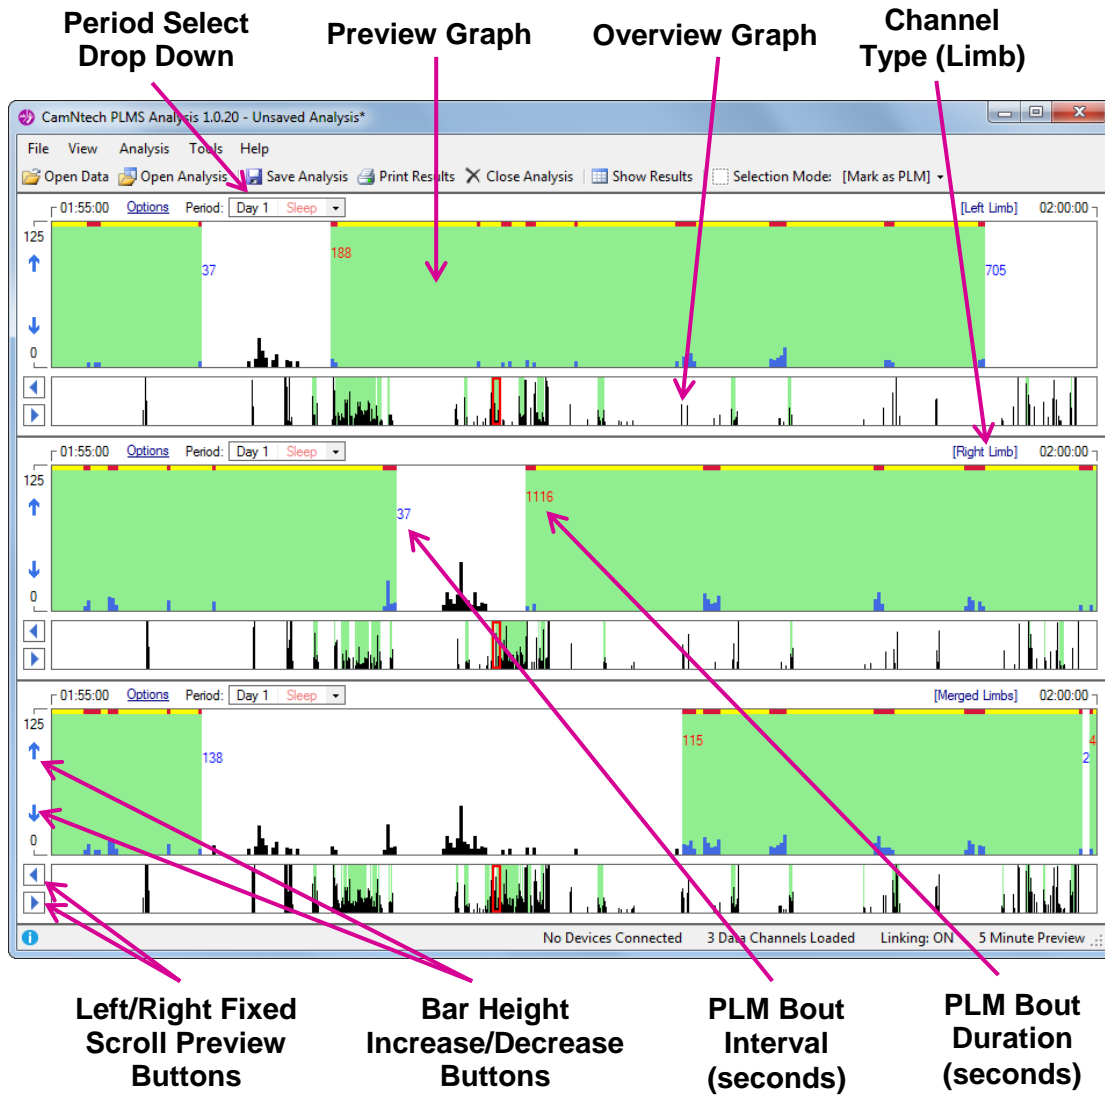 Period Select
Drop Down
Preview Graph
Overview Graph
Channel
Type (Limb)
CamNtech PLMS Analysis 1.0.20 - Unsaved Analysis*
File View Analysis Tools Help
Open Data Open Analysis Save Analysis Print Results Close Analysis Show Results Selection Mode: [Mark as PLM]
01:55:00 Options Period: Day 1 Sleep [Left Limb] 02:00:00
125
188
37
705
0
01:55:00 Options Period: Day 1 Sleep [Right Limb] 02:00:00
125
1116
37
0
01:55:00 Options Period: Day 1 Sleep [Merged Limbs] 02:00:00
125
115
4
138
2
0
No Devices Connected 3 Data Channels Loaded Linking: ON 5 Minute Preview
Left/Right Fixed
Scroll Preview
Buttons
Bar Height
Increase/Decrease
Buttons
PLM Bout
Interval
(seconds)
PLM Bout
Duration
(seconds)